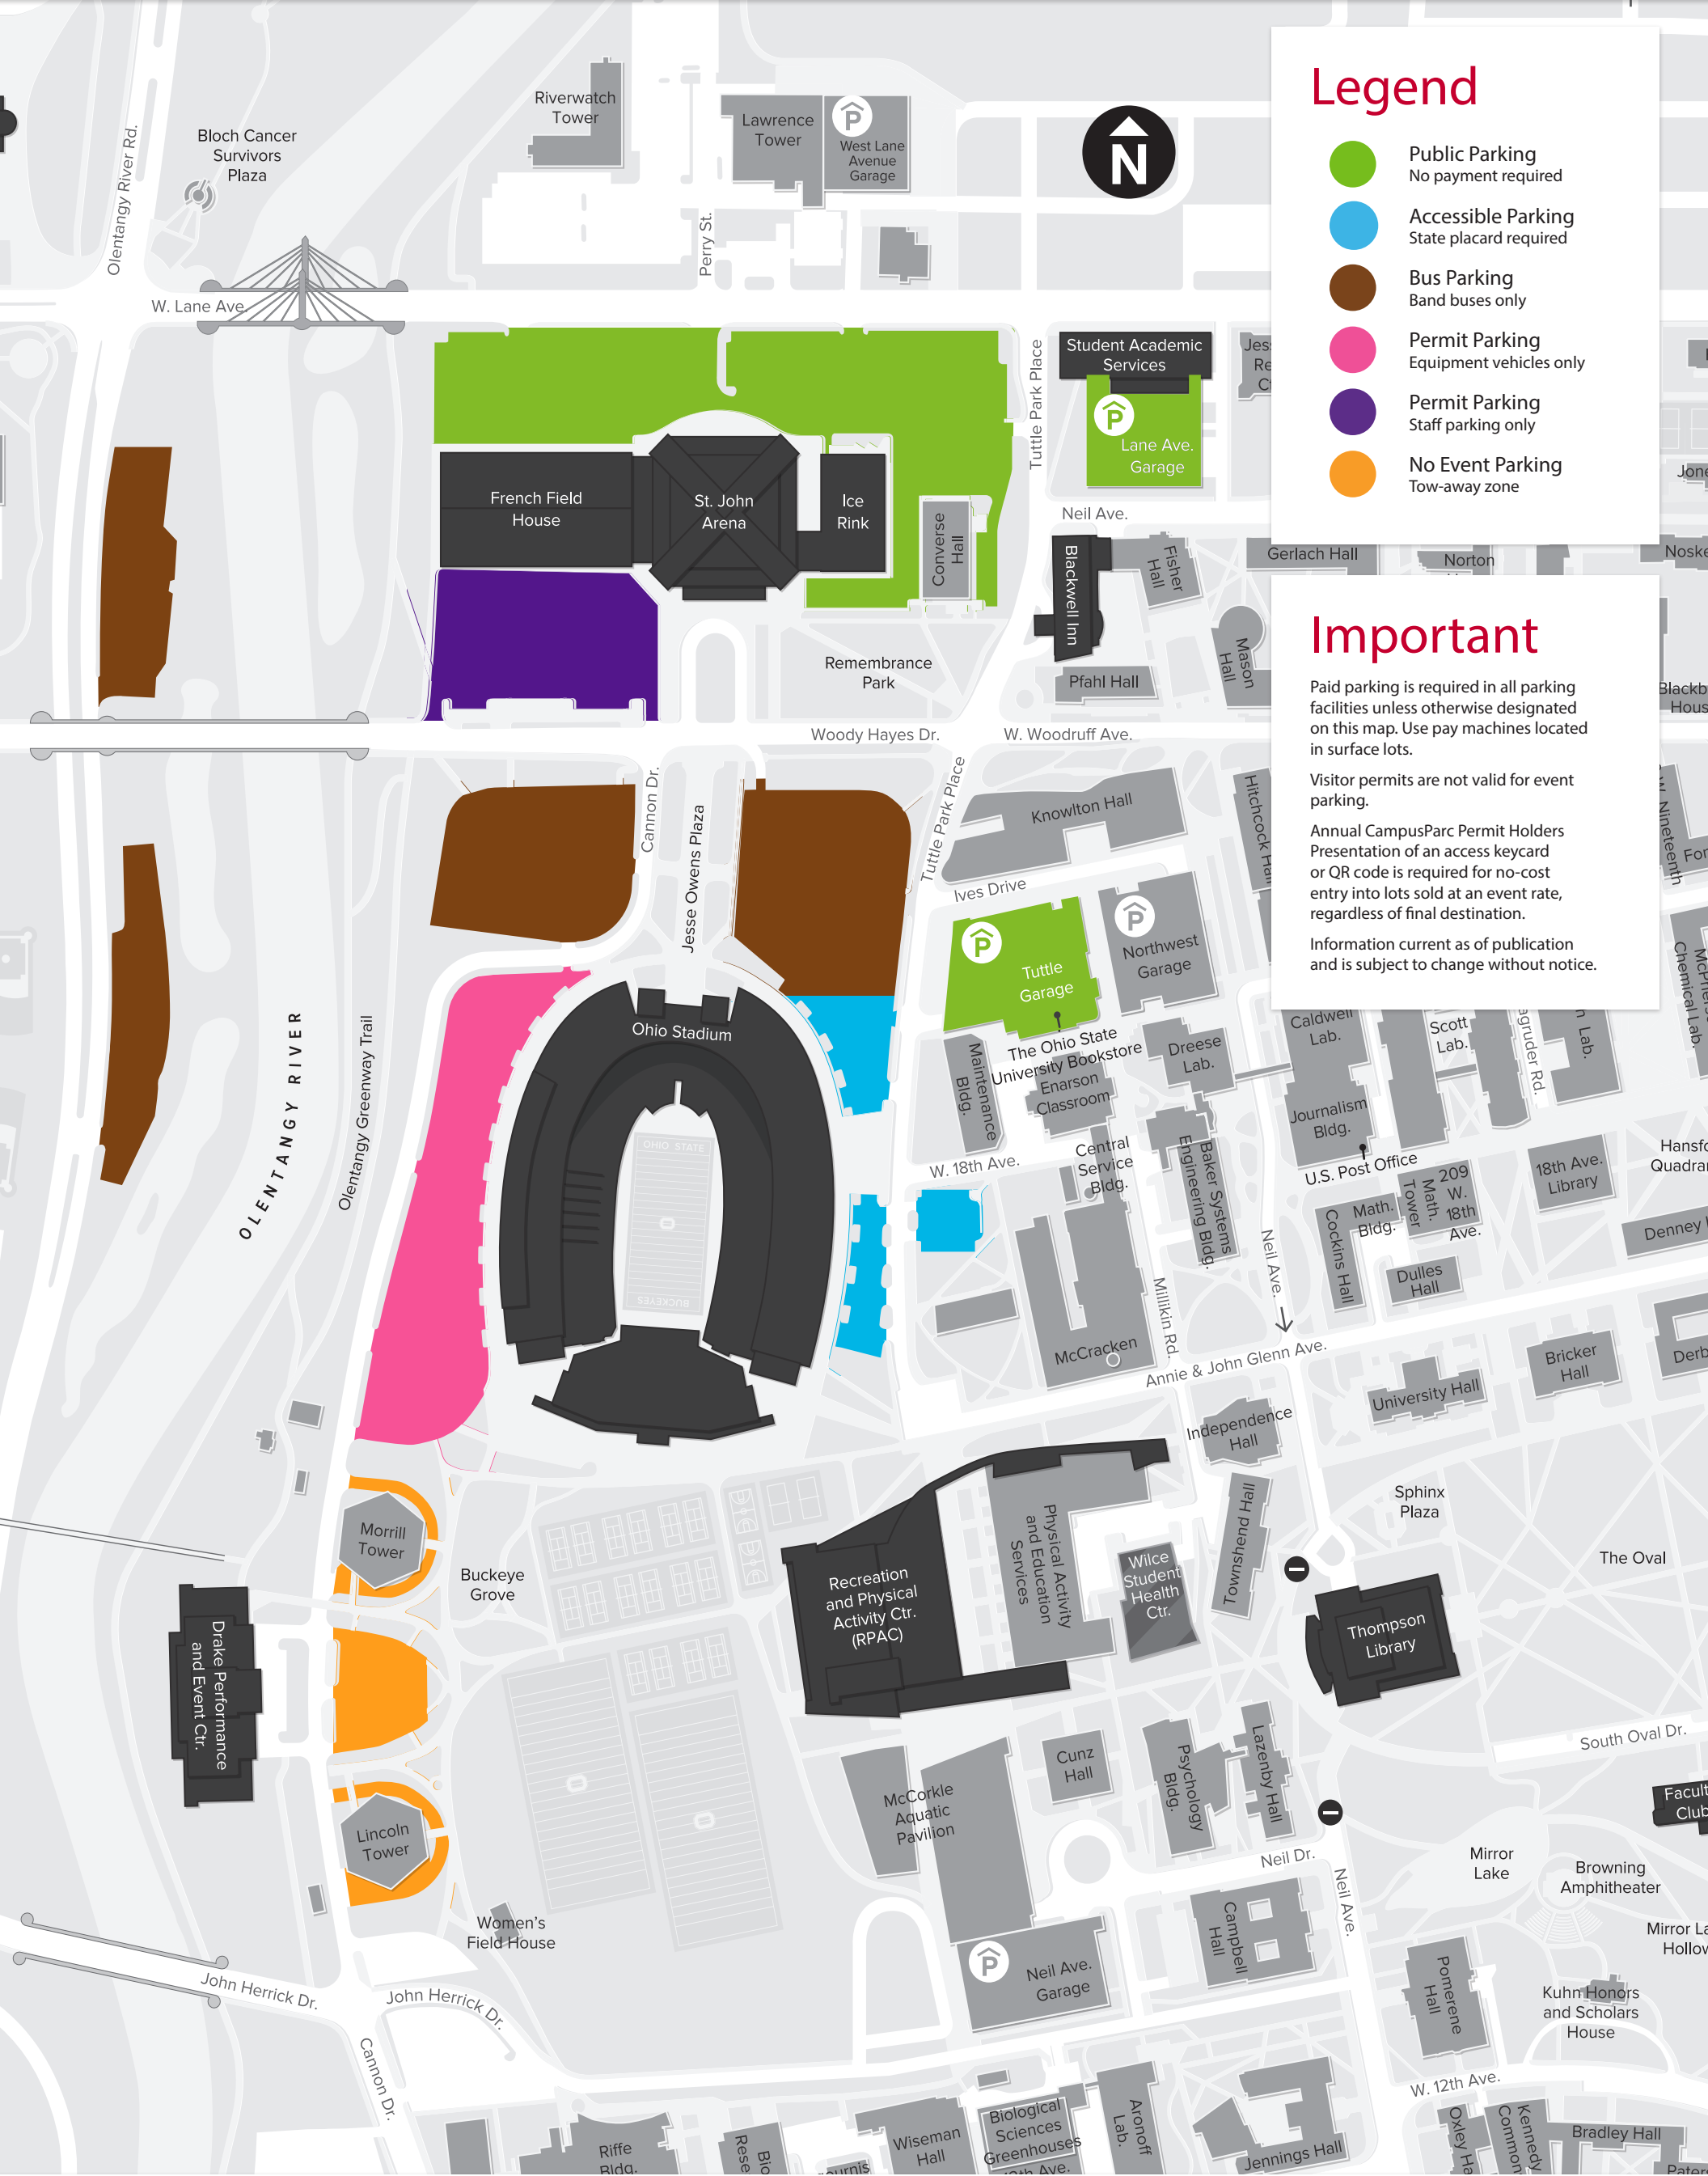 Legend
Public Parking
No payment required
Accessible Parking
State placard required
Bus Parking
Band buses only
Permit Parking
Equipment vehicles only
Permit Parking
Staff parking only
No Event Parking
Tow-away zone
Important
Paid parking is required in all parking
facilities unless otherwise designated
on this map. Use pay machines located
in surface lots.
Visitor permits are not valid for event
parking.
Annual CampusParc Permit Holders
Presentation of an access keycard
or QR code is required for no-cost
entry into lots sold at an event rate,
regardless of final destination.
Information current as of publication
and is subject to change without notice.
N
Olentangy River Rd.
Bloch Cancer
Survivors
Plaza
Riverwatch
Tower
Lawrence
Tower
P
West Lane
Avenue
Garage
Perry St.
W. Lane Ave.
Tuttle Park Place
Student Academic
Services
P
Lane Ave.
Garage
French Field
House
St. John
Arena
Ice
Rink
Converse
Hall
Neil Ave.
Blackwell Inn
Fisher
Hall
Gerlach Hall
Norton
Mason
Hall
Pfahl Hall
Remembrance
Park
Woody Hayes Dr.
W. Woodruff Ave.
Cannon Dr.
Jesse Owens Plaza
Tuttle Park Place
Knowlton Hall
Hitchcock Hall
Ives Drive
P
Tuttle
Garage
P
Northwest
Garage
The Ohio State
University Bookstore
Maintenance
Bldg.
Enarson
Classroom
Dreese
Lab.
Caldwell
Lab.
Scott
Lab.
Journalism
Bldg.
U.S. Post Office
W. Nineteenth
McPherson
Chemical Lab.
OLENTANGY RIVER
Olentangy Greenway Trail
Ohio Stadium
OHIO STATE
O
BUCKEYES
W. 18th Ave.
Central
Service
Bldg.
Baker Systems
Engineering Bldg.
Math.
Bldg.
Math.
Tower
209
W.
18th
Ave.
18th Ave.
Library
Cockins Hall
Dulles
Hall
Neil Ave.
Millikin Rd.
McCracken
Annie & John Glenn Ave.
University Hall
Bricker
Hall
Independence
Hall
Sphinx
Plaza
The Oval
Morrill
Tower
Buckeye
Grove
Recreation
and Physical
Activity Ctr.
(RPAC)
Physical Activity
and Education
Services
Wilce
Student
Health
Ctr.
Townshend Hall
Thompson
Library
Drake Performance
and Event Ctr.
South Oval Dr.
Lincoln
Tower
O
O
McCorkle
Aquatic
Pavilion
Cunz
Hall
Psychology
Bldg.
Lazenby Hall
Neil Dr.
Mirror
Lake
Browning
Amphitheater
Women's
Field House
Campbell
Hall
Neil Ave.
P
Neil Ave.
Garage
Pomerene
Hall
Kuhn Honors
and Scholars
House
John Herrick Dr.
John Herrick Dr.
Cannon Dr.
W. 12th Ave.
Riffe
Bldg.
Wiseman
Hall
Biological
Sciences
Greenhouses
Aronoff
Lab.
Jennings Hall
Bradley Hall